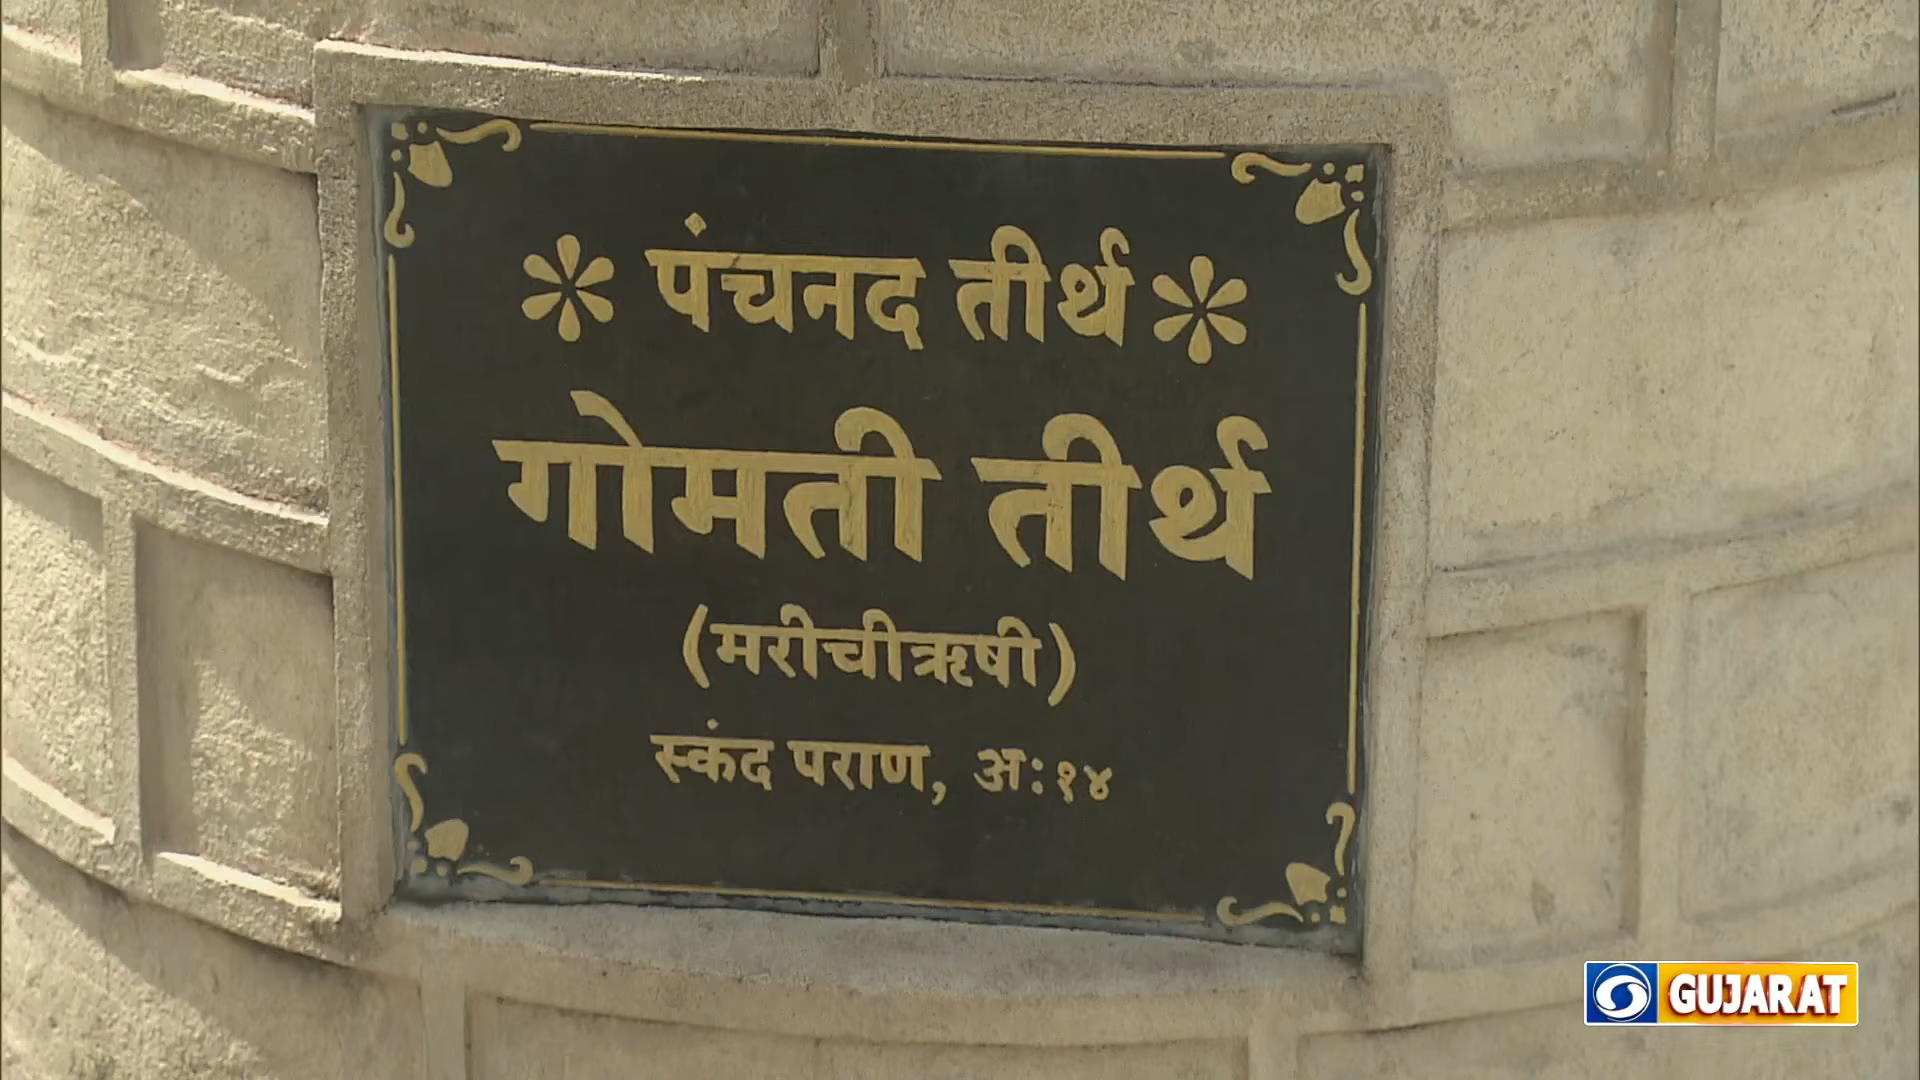 पंचनद तीर्थ
गोमती तीर्थ
(मरीचीऋषी)
स्कंद पराण, अ:१४
GUJARAT